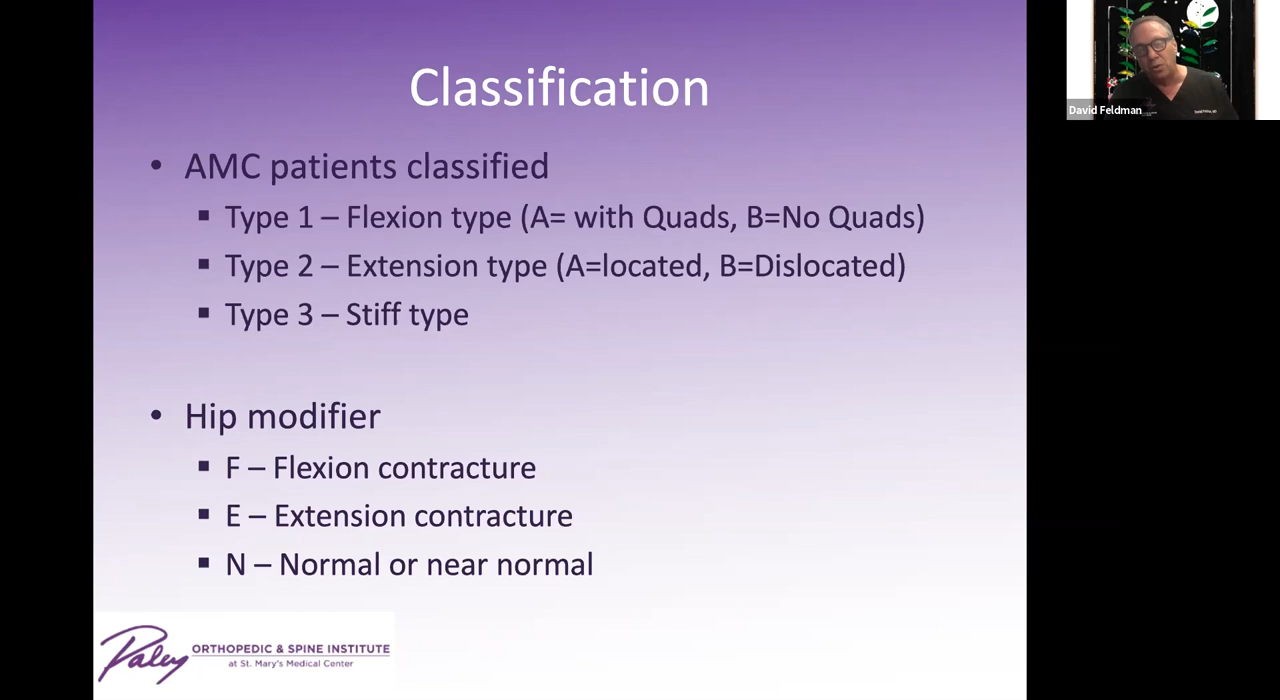 Classification
• AMC patients classified
▪ Type 1 – Flexion type (A= with Quads, B=No Quads)
▪ Type 2 – Extension type (A=located, B=Dislocated)
▪ Type 3 – Stiff type
• Hip modifier
▪ F – Flexion contracture
▪ E – Extension contracture
▪ N – Normal or near normal
Paley
ORTHOPEDIC & SPINE INSTITUTE
at St. Mary's Medical Center
David Feldman